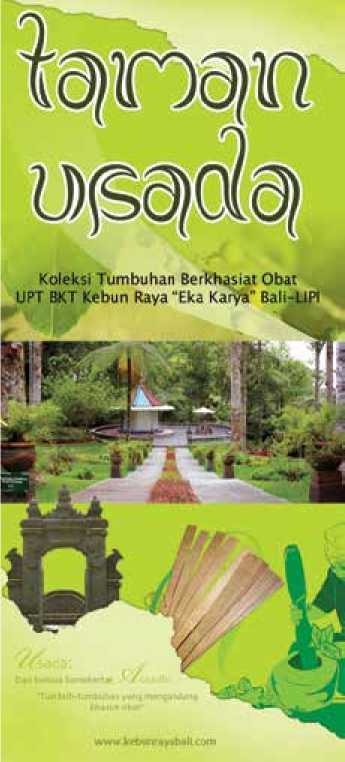 taman
usada
Koleksi Tumbuhan Berkhasiat Obat
UPT BKT Kebun Raya “Eka Karya” Bali-LIPI
Usada:
Dari bahasa Sansekerta,
"Tumbuh-tumbuhan yang mengandung
khasiat obat"
www.kebunrayabali.com